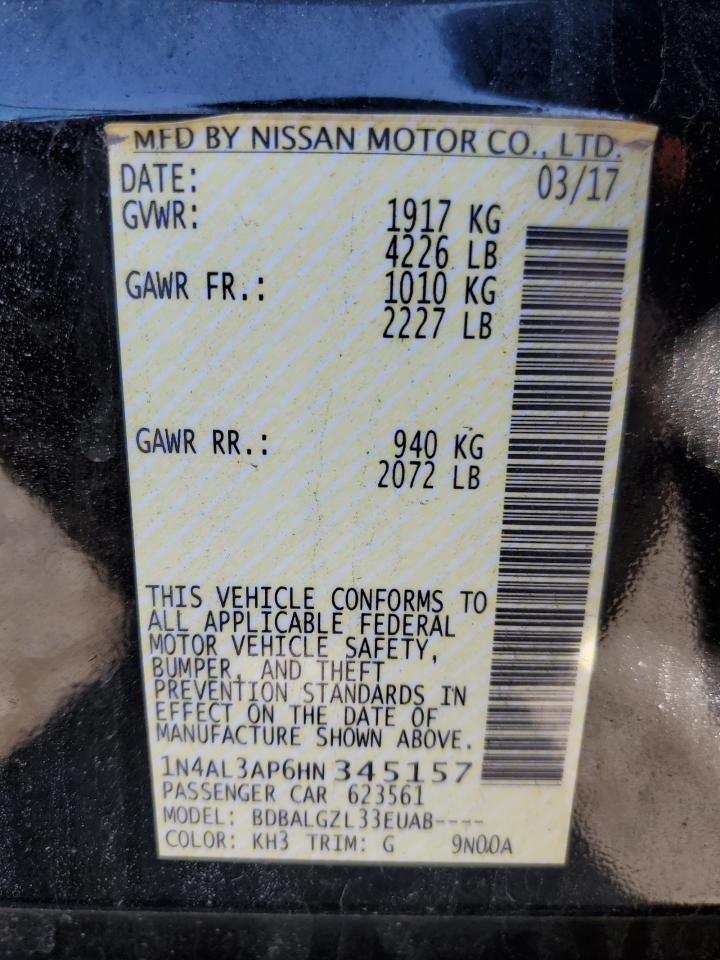 MFD BY NISSAN MOTOR CO., LTD.
DATE: 03/17
GVWR: 1917 KG
4226 LB
GAWR FR.: 1010 KG
2227 LB
GAWR RR.: 940 KG
2072 LB
THIS VEHICLE CONFORMS TO
ALL APPLICABLE FEDERAL
MOTOR VEHICLE SAFETY,
BUMPER, AND THEFT
PREVENTION STANDARDS IN
EFFECT ON THE DATE OF
MANUFACTURE SHOWN ABOVE.
1N4AL3AP6HN345157
PASSENGER CAR 623561
MODEL: BDBALGZL33EUAB----
COLOR: KH3 TRIM: G 9N00A